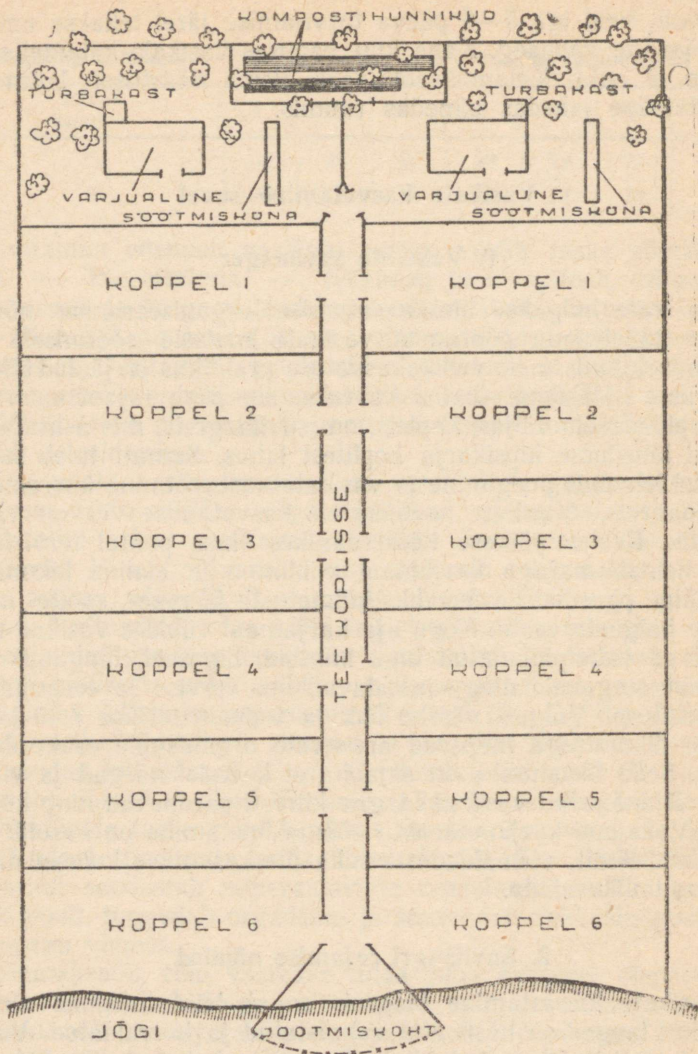 KOMPOSTIHUNNIKUD
TURBAKAST TURBAKAST
VARJUALUNE VARJUALUNE
SÖÖTMISKÜNA SÖÖTMISKÜNA
KOPPEL 1 KOPPEL 1
KOPPEL 2 KOPPEL 2
KOPPEL 3 KOPPEL 3
TEE KOPLISSE
KOPPEL 4 KOPPEL 4
KOPPEL 5 KOPPEL 5
KOPPEL 6 KOPPEL 6
JÕGI JOOTMISKOHT